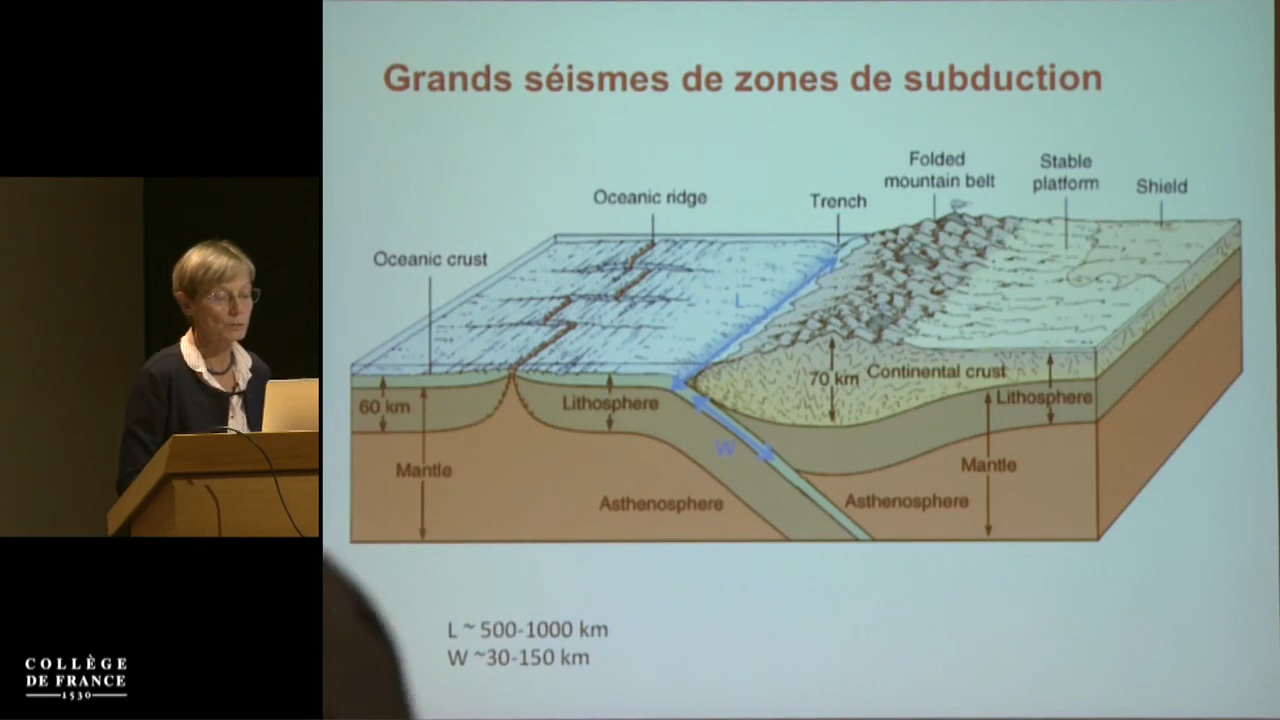 Grands séismes de zones de subduction
Folded
mountain belt
Stable
platform
Shield
Oceanic ridge
Trench
Oceanic crust
L
70 km
Continental crust
60 km
Lithosphere
Lithosphere
W
Mantle
Mantle
Asthenosphere
Asthenosphere
L ~ 500-1000 km
W ~30-150 km
COLLÈGE
DE FRANCE
1530